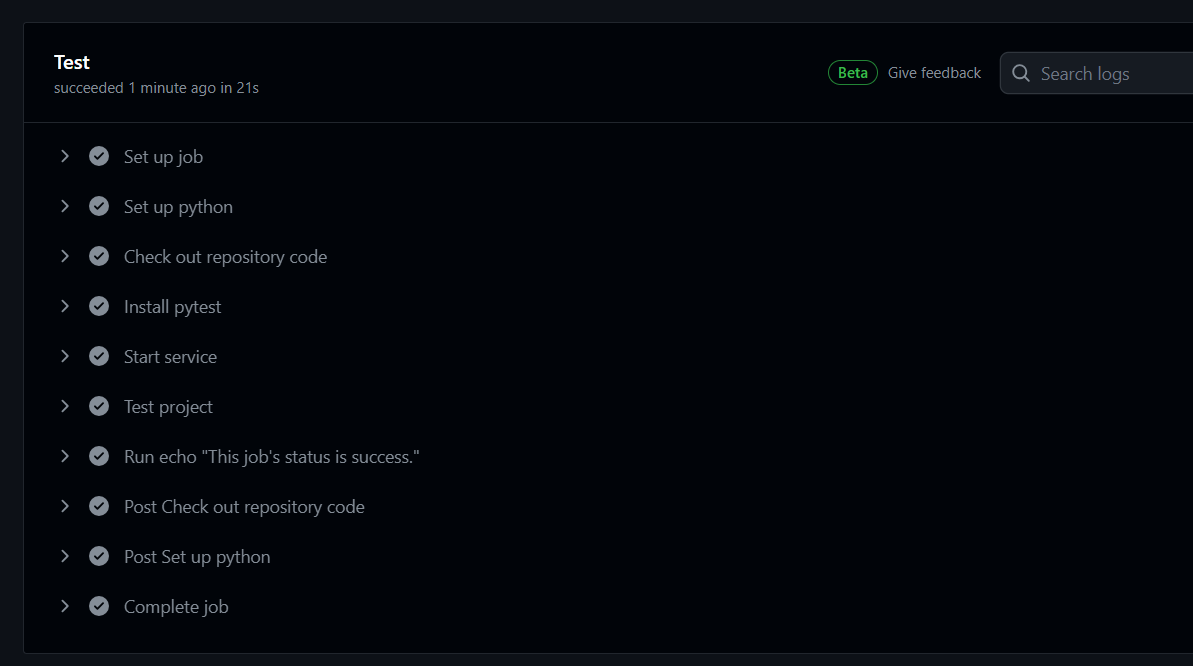 Test
succeeded 1 minute ago in 21s
Beta Give feedback Search logs
Set up job
Set up python
Check out repository code
Install pytest
Start service
Test project
Run echo "This job's status is success."
Post Check out repository code
Post Set up python
Complete job